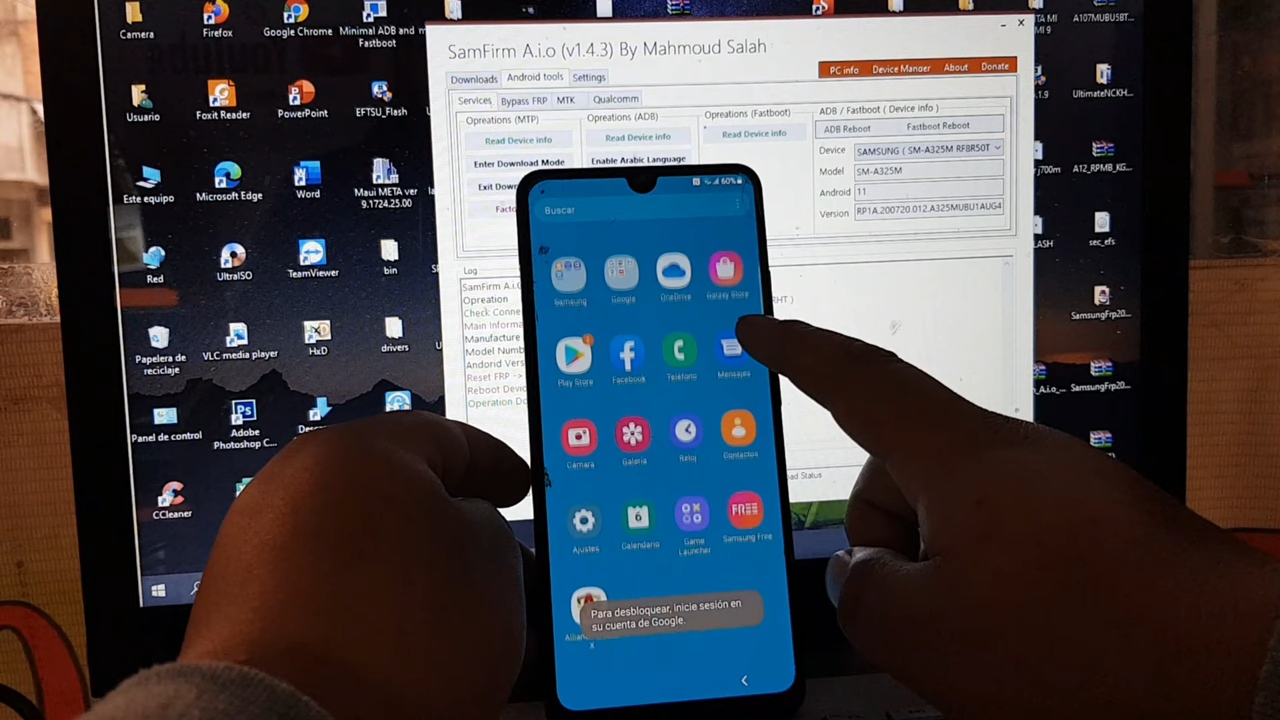 Camera
Firefox
Google Chrome
Minimal ADB and
Fastboot
Usuario
Foxit Reader
PowerPoint
EFTSU_Flash
Este equipo
Microsoft Edge
Word
Maui META ver
9.1724.25.00
Red
UltraISO
TeamViewer
bin
Papelera de
reciclaje
VLC media player
HxD
drivers
Panel de control
Adobe
Photoshop C...
CCleaner
SamFirm A.i.o (v1.4.3) By Mahmoud Salah
Downloads
Android tools
Settings
PC info
Device Manger
About
Donate
Services
Bypass FRP
MTK
Qualcomm
Opreations (MTP)
Read Device info
Enter Download Mode
Opreations (ADB)
Read Device info
Enable Arabic Language
Opreations (Fastboot)
Read Device info
ADB / Fastboot ( Device info )
ADB Reboot
Fastboot Reboot
Device
SAMSUNG ( SM-A325M RF8R50T
Model
SM-A325M
Android
11
Version
RP1A.200720.012.A325MUBU1AUG4
Log
Opreation
Check Conne
Main Informa
Manufacture
Model Numb
Andorid Vers
Reset FRP ->
Reboot Devic
A107MUBUSBT...
UltimateNCKH...
A12_RPMB_KG...
sec_efs
SamsungFrp20...
SamsungFrp20...
60%
Buscar
Samsung
Google
OneDrive
Galaxy Store
Play Store
Facebook
Teléfono
Mensajes
Cámara
Galería
Reloj
Contactos
6
FREE
Ajustes
Calendario
Game
Launcher
Samsung Free
Para desbloquear, inicie sesión en
su cuenta de Google.